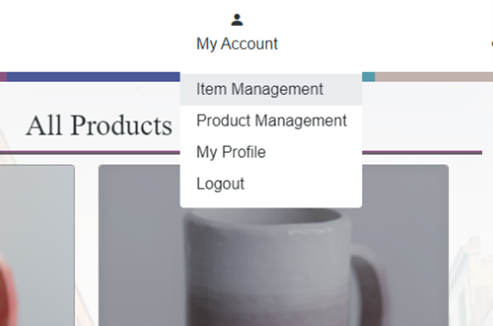 My Account
Item Management
All Products
Product Management
My Profile
Logout